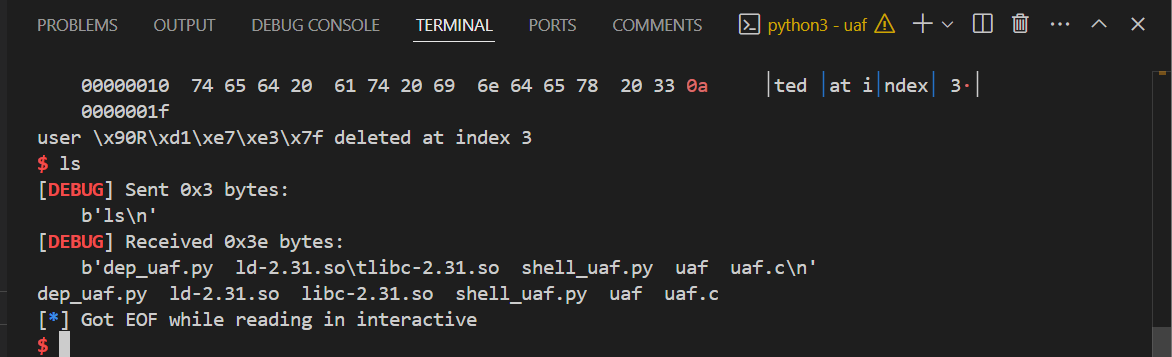 PROBLEMS OUTPUT DEBUG CONSOLE TERMINAL PORTS COMMENTS python3 - uaf
00000010  74 65 64 20  61 74 20 69  6e 64 65 78  20 33 0a  │ted │at i│ndex│ 3·│
0000001f
user \x90R\xd1\xe7\xe3\x7f deleted at index 3
$ ls
[DEBUG] Sent 0x3 bytes:
b'ls\n'
[DEBUG] Received 0x3e bytes:
b'dep_uaf.py  ld-2.31.so\tlibc-2.31.so  shell_uaf.py  uaf  uaf.c\n'
dep_uaf.py  ld-2.31.so  libc-2.31.so  shell_uaf.py  uaf  uaf.c
[*] Got EOF while reading in interactive
$